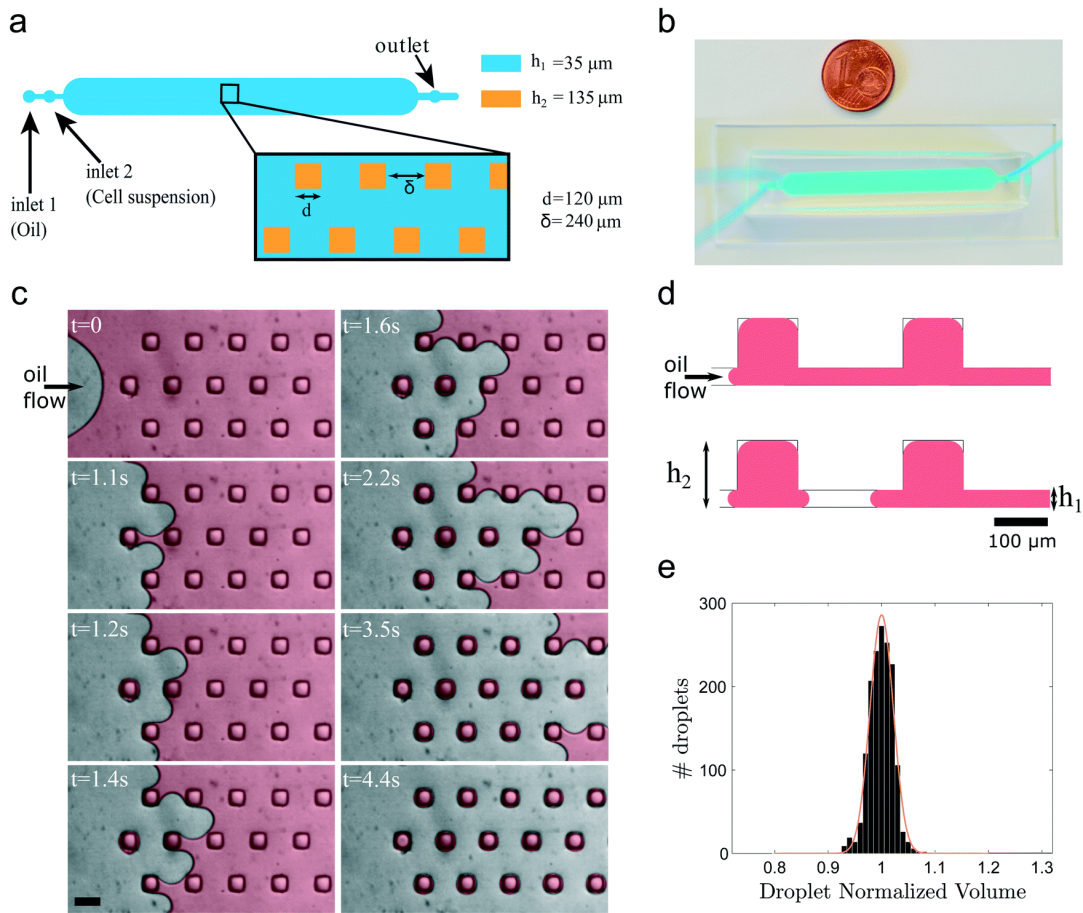 a
outlet
h₁ =35 μm
h₂ =135 μm
inlet 1
(Oil)
inlet 2
(Cell suspension)
d
δ
d=120 μm
δ=240 μm
b
1
c
t=0
oil
flow
t=1.1s
t=1.2s
t=1.4s
t=1.6s
t=2.2s
t=3.5s
t=4.4s
d
oil
flow
h₂
h₁
100 μm
e
300
200
100
0
# droplets
0.8
0.9
1
1.1
1.2
1.3
Droplet Normalized Volume